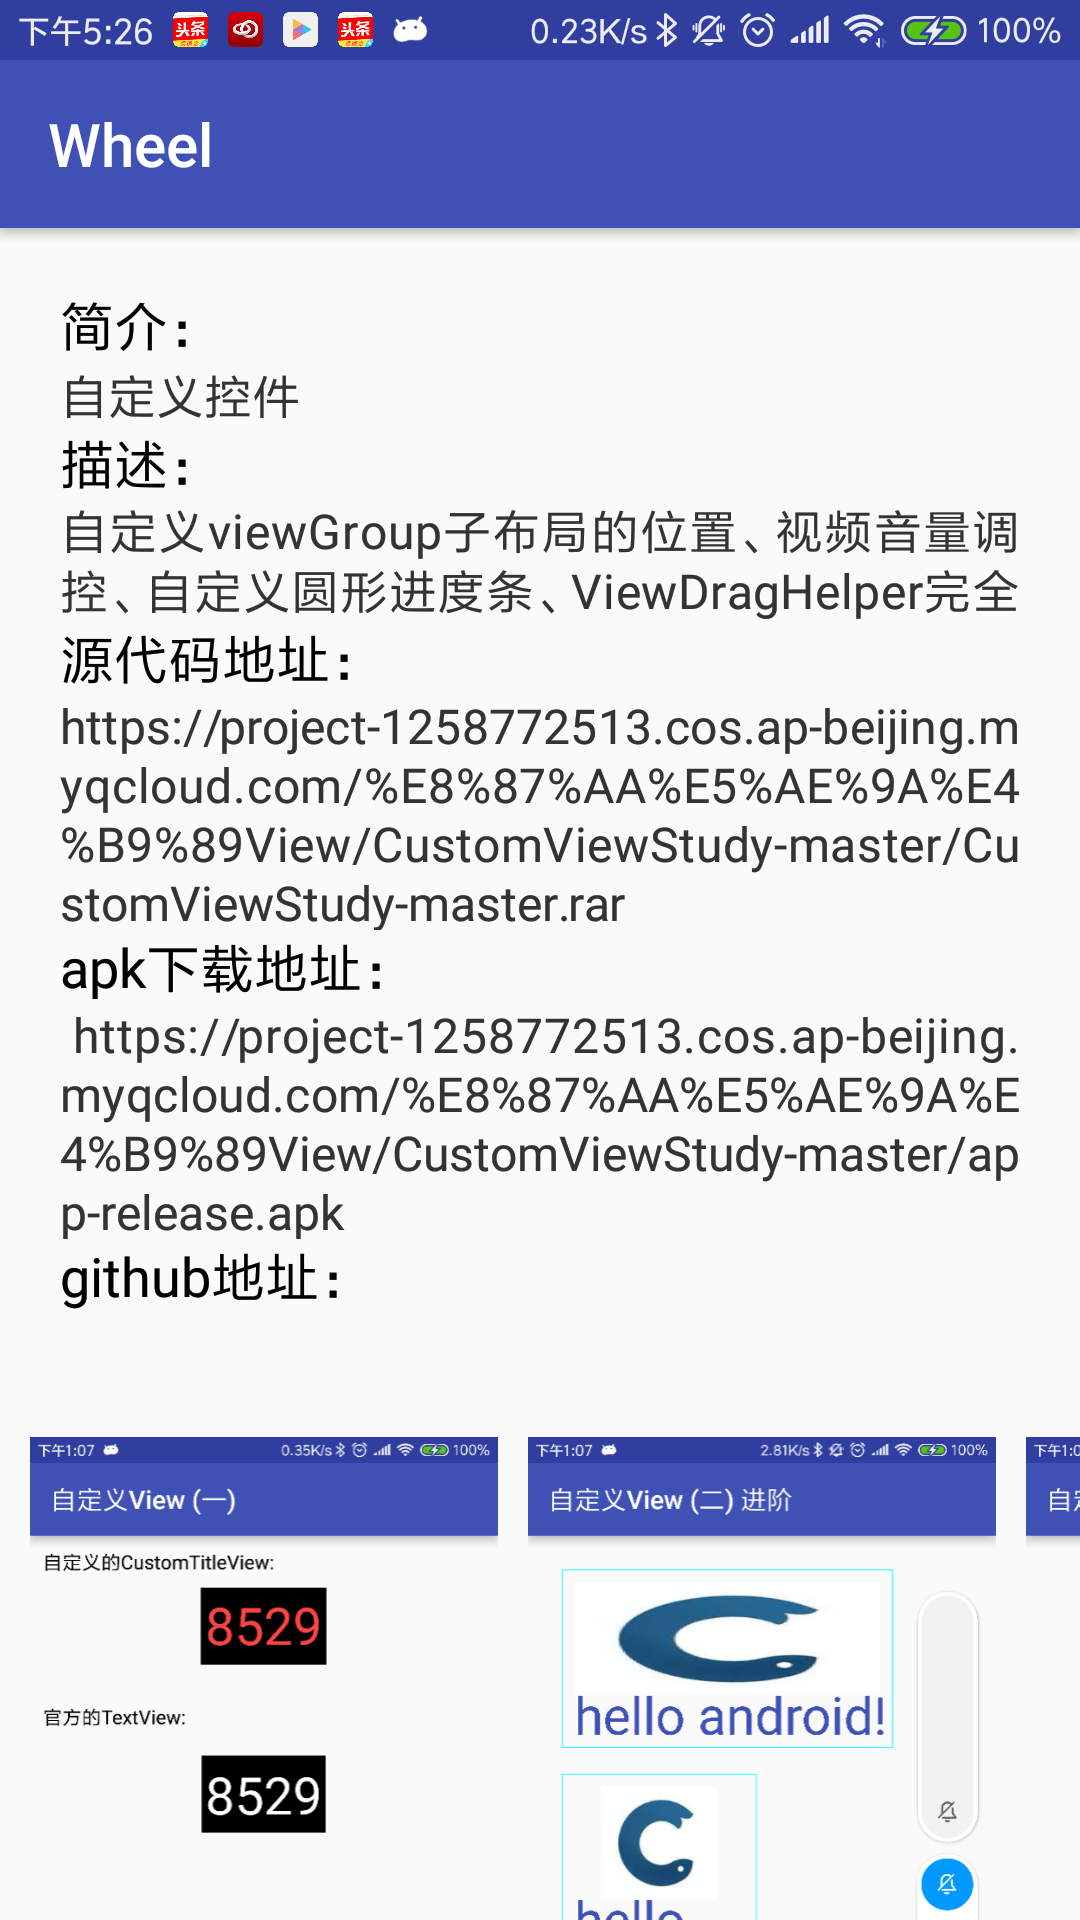 下午5:26 头条 头条 0.23K/s 100%
Wheel
简介：
自定义控件
描述：
自定义viewGroup子布局的位置、视频音量调
控、自定义圆形进度条、ViewDragHelper完全
源代码地址：
https://project-1258772513.cos.ap-beijing.m
yqcloud.com/%E8%87%AA%E5%AE%9A%E4
%B9%89View/CustomViewStudy-master/Cu
stomViewStudy-master.rar
apk下载地址：
https://project-1258772513.cos.ap-beijing.
myqcloud.com/%E8%87%AA%E5%AE%9A%E
4%B9%89View/CustomViewStudy-master/ap
p-release.apk
github地址：
下午1:07 0.35K/s 100%
自定义View (一)
自定义的CustomTitleView:
8529
官方的TextView:
8529
下午1:07 2.81K/s 100%
自定义View (二) 进阶
hello android!
hello
下午1:0
自定